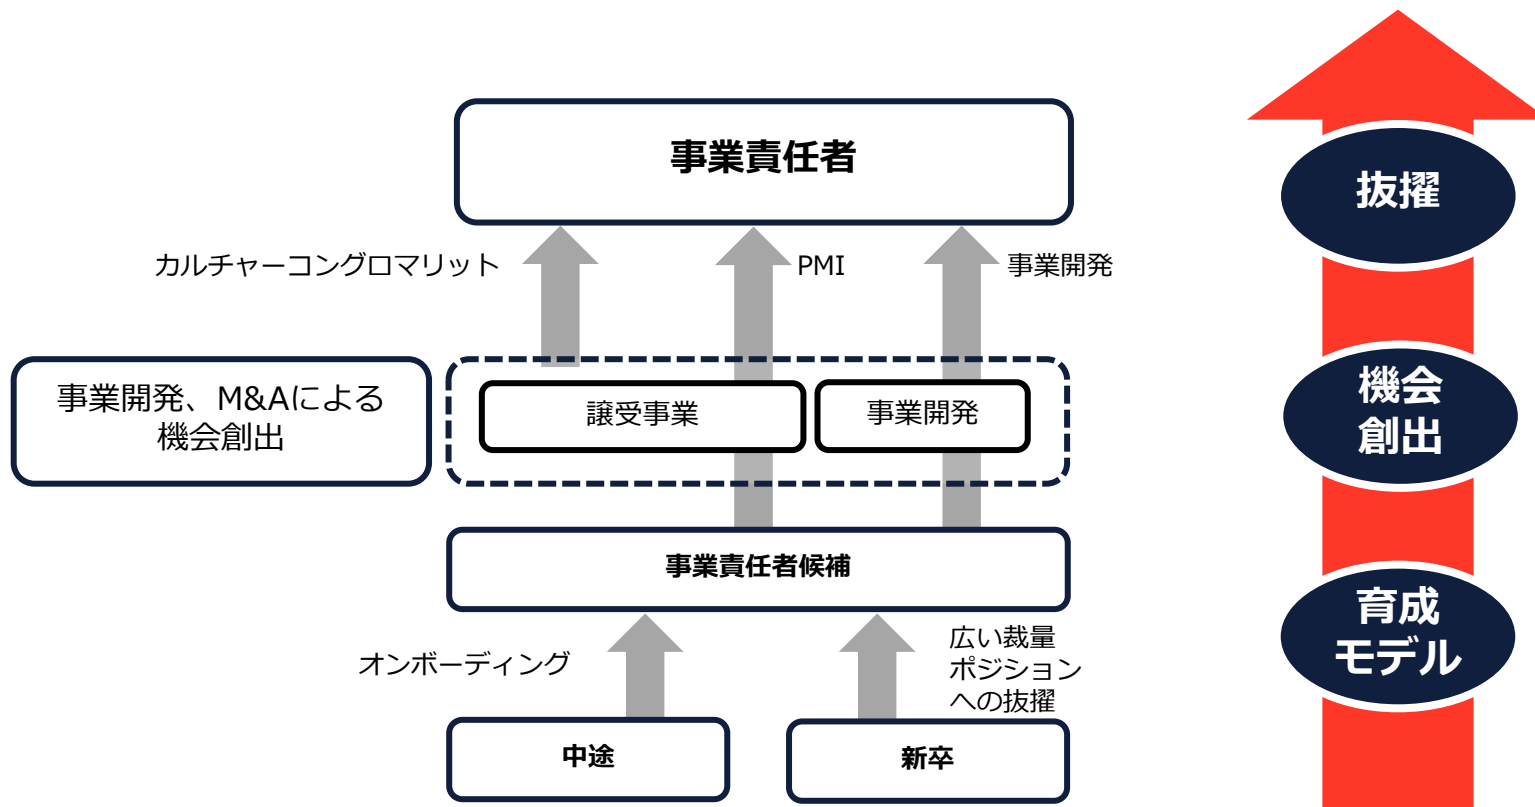 事業責任者
カルチャーコングロマリット
PMI
事業開発
事業開発、M&Aによる
機会創出
譲受事業
事業開発
事業責任者候補
オンボーディング
広い裁量
ポジション
への抜擢
中途
新卒
抜擢
機会
創出
育成
モデル